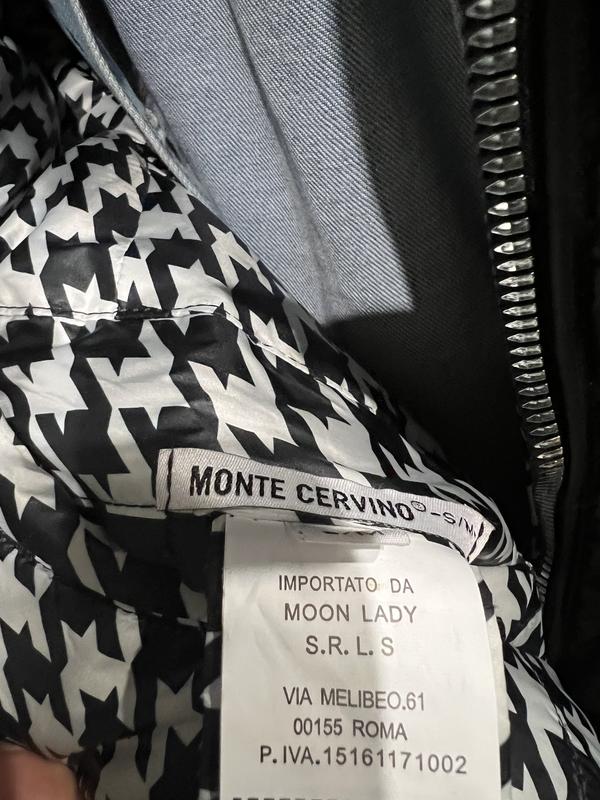 MONTE CERVINO® -S/M
IMPORTATO DA
MOON LADY
S.R.L.S
VIA MELIBEO.61
00155 ROMA
P.IVA.15161171002